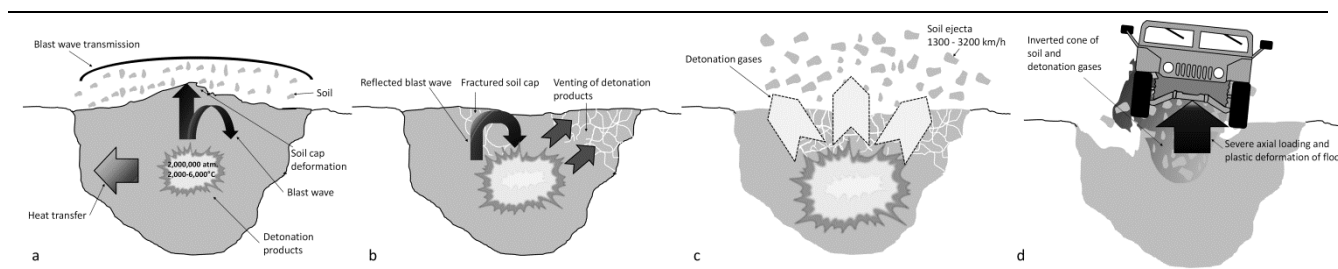 Blast wave transmission
Soil
Soil cap
deformation
2,000,000 atm,
2,000-6,000°C
Blast wave
Heat transfer
Detonation
products
a
Reflected blast wave
Fractured soil cap
Venting of detonation
products
b
Soil ejecta
1300 - 3200 km/h
Detonation gases
c
Inverted cone of
soil and
detonation gases
Severe axial loading and
plastic deformation of floo
d